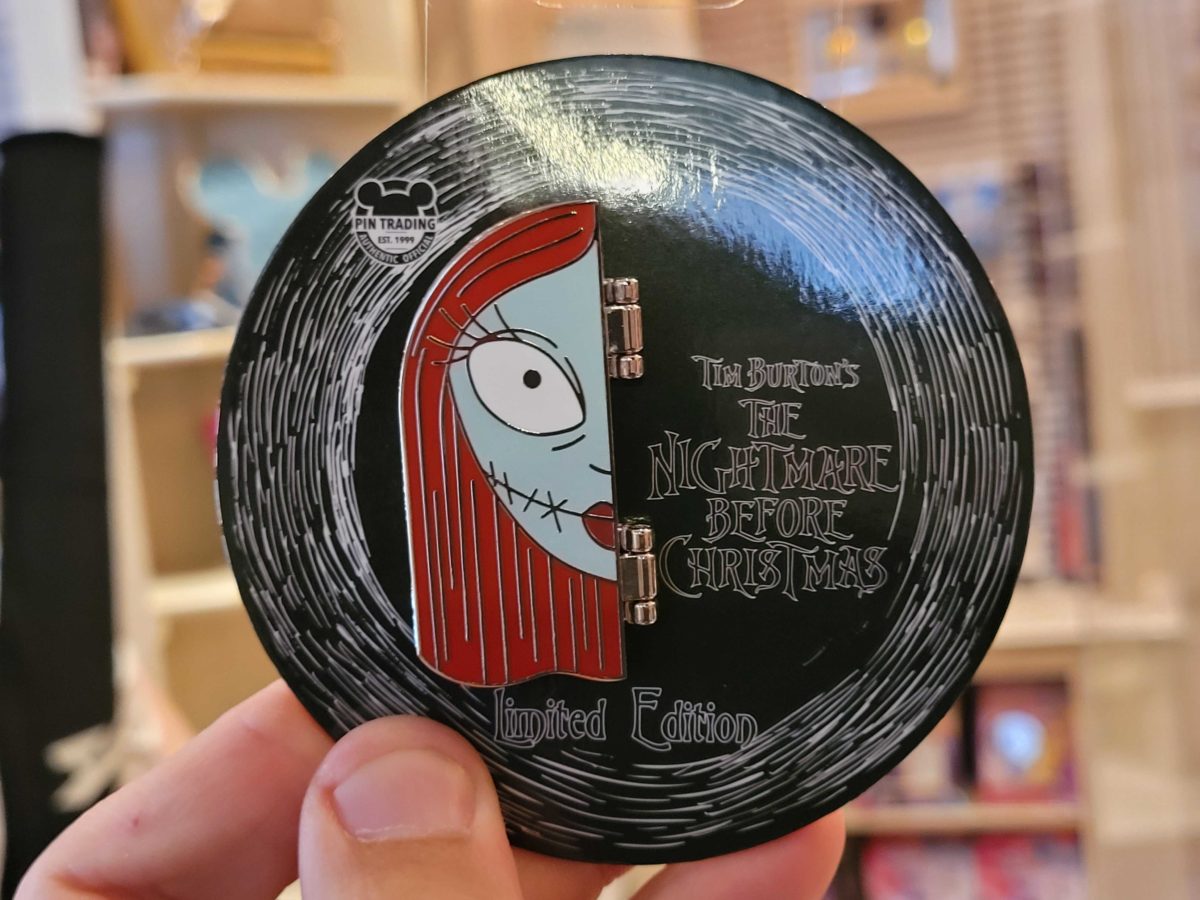 PIN TRADING
EST. 1999
AUTHENTIC OFFICIAL
TIM BURTON'S
THE
NIGHTMARE
BEFORE
CHRISTMAS
Limited Edition